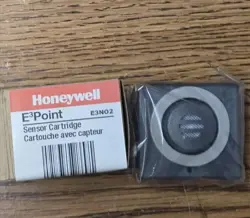 Honeywell
E³Point
E3NO2
Sensor Cartridge
Cartouche avec capteur